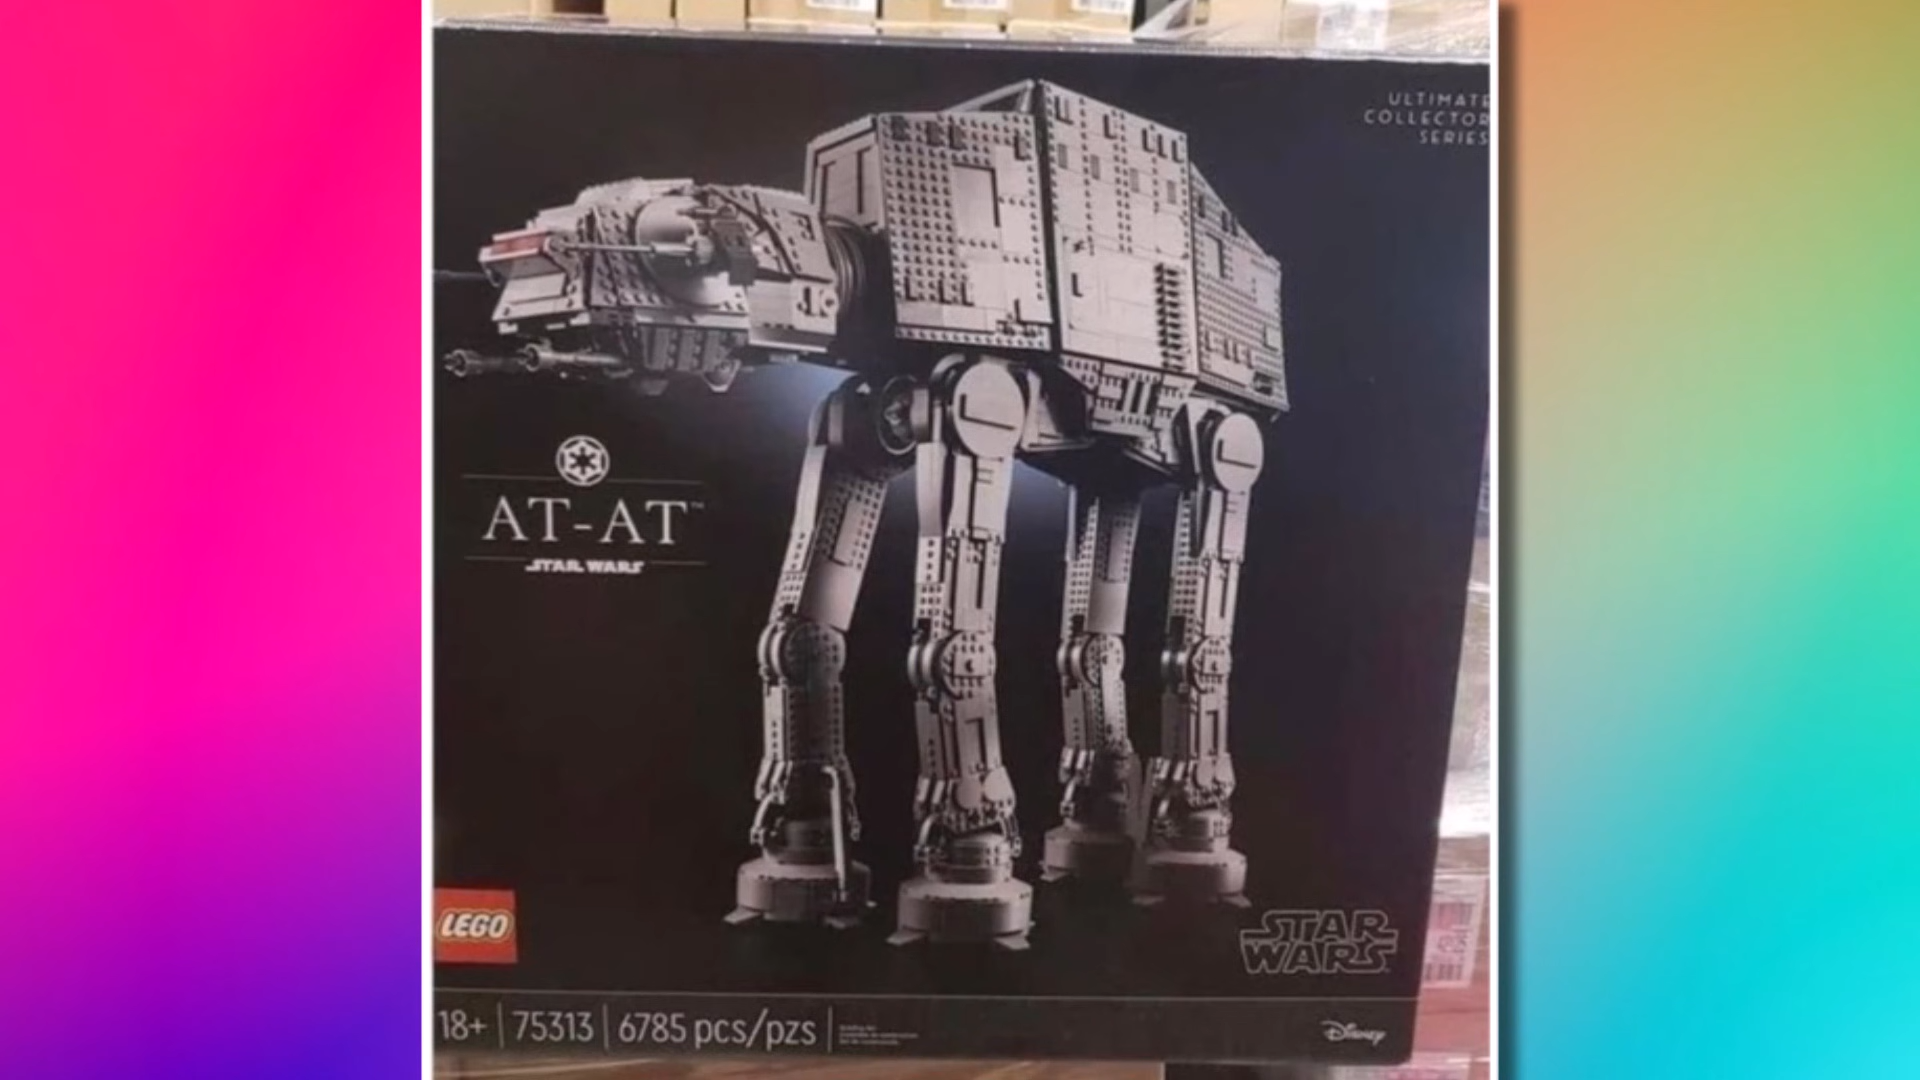 ULTIMATE
COLLECTOR
SERIES
AT-AT™
STAR WARS
LEGO
STAR
WARS
18+ | 75313 | 6785 pcs/pzs
Disney